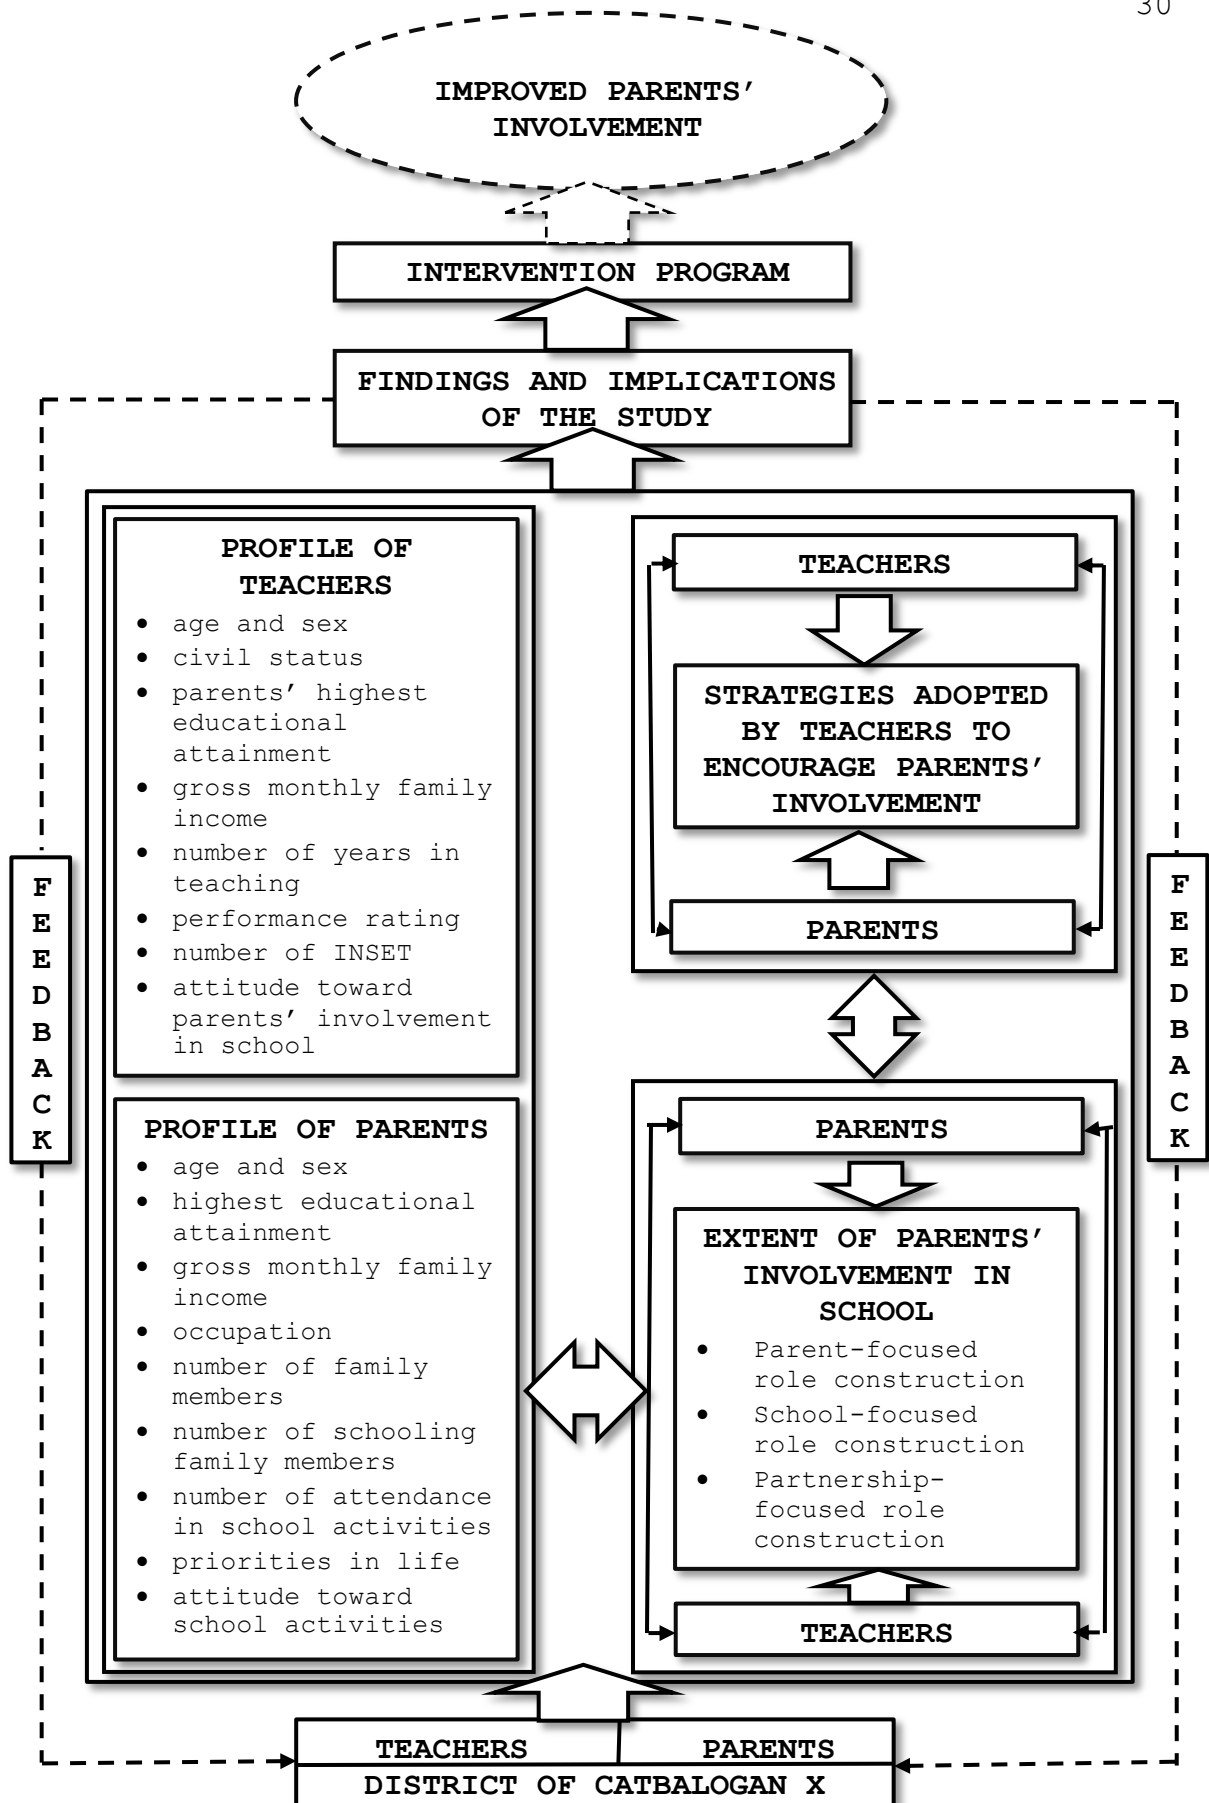 30
IMPROVED PARENTS’
INVOLVEMENT
INTERVENTION PROGRAM
FINDINGS AND IMPLICATIONS
OF THE STUDY
PROFILE OF
TEACHERS
• age and sex
• civil status
• parents’ highest
educational
attainment
• gross monthly family
income
• number of years in
teaching
• performance rating
• number of INSET
• attitude toward
parents’ involvement
in school
TEACHERS
STRATEGIES ADOPTED
BY TEACHERS TO
ENCOURAGE PARENTS’
INVOLVEMENT
PARENTS
F
E
E
D
B
A
C
K
F
E
E
D
B
A
C
K
PROFILE OF PARENTS
• age and sex
• highest educational
attainment
• gross monthly family
income
• occupation
• number of family
members
• number of schooling
family members
• number of attendance
in school activities
• priorities in life
• attitude toward
school activities
PARENTS
EXTENT OF PARENTS’
INVOLVEMENT IN
SCHOOL
• Parent-focused
role construction
• School-focused
role construction
• Partnership-
focused role
construction
TEACHERS
TEACHERS PARENTS
DISTRICT OF CATBALOGAN X